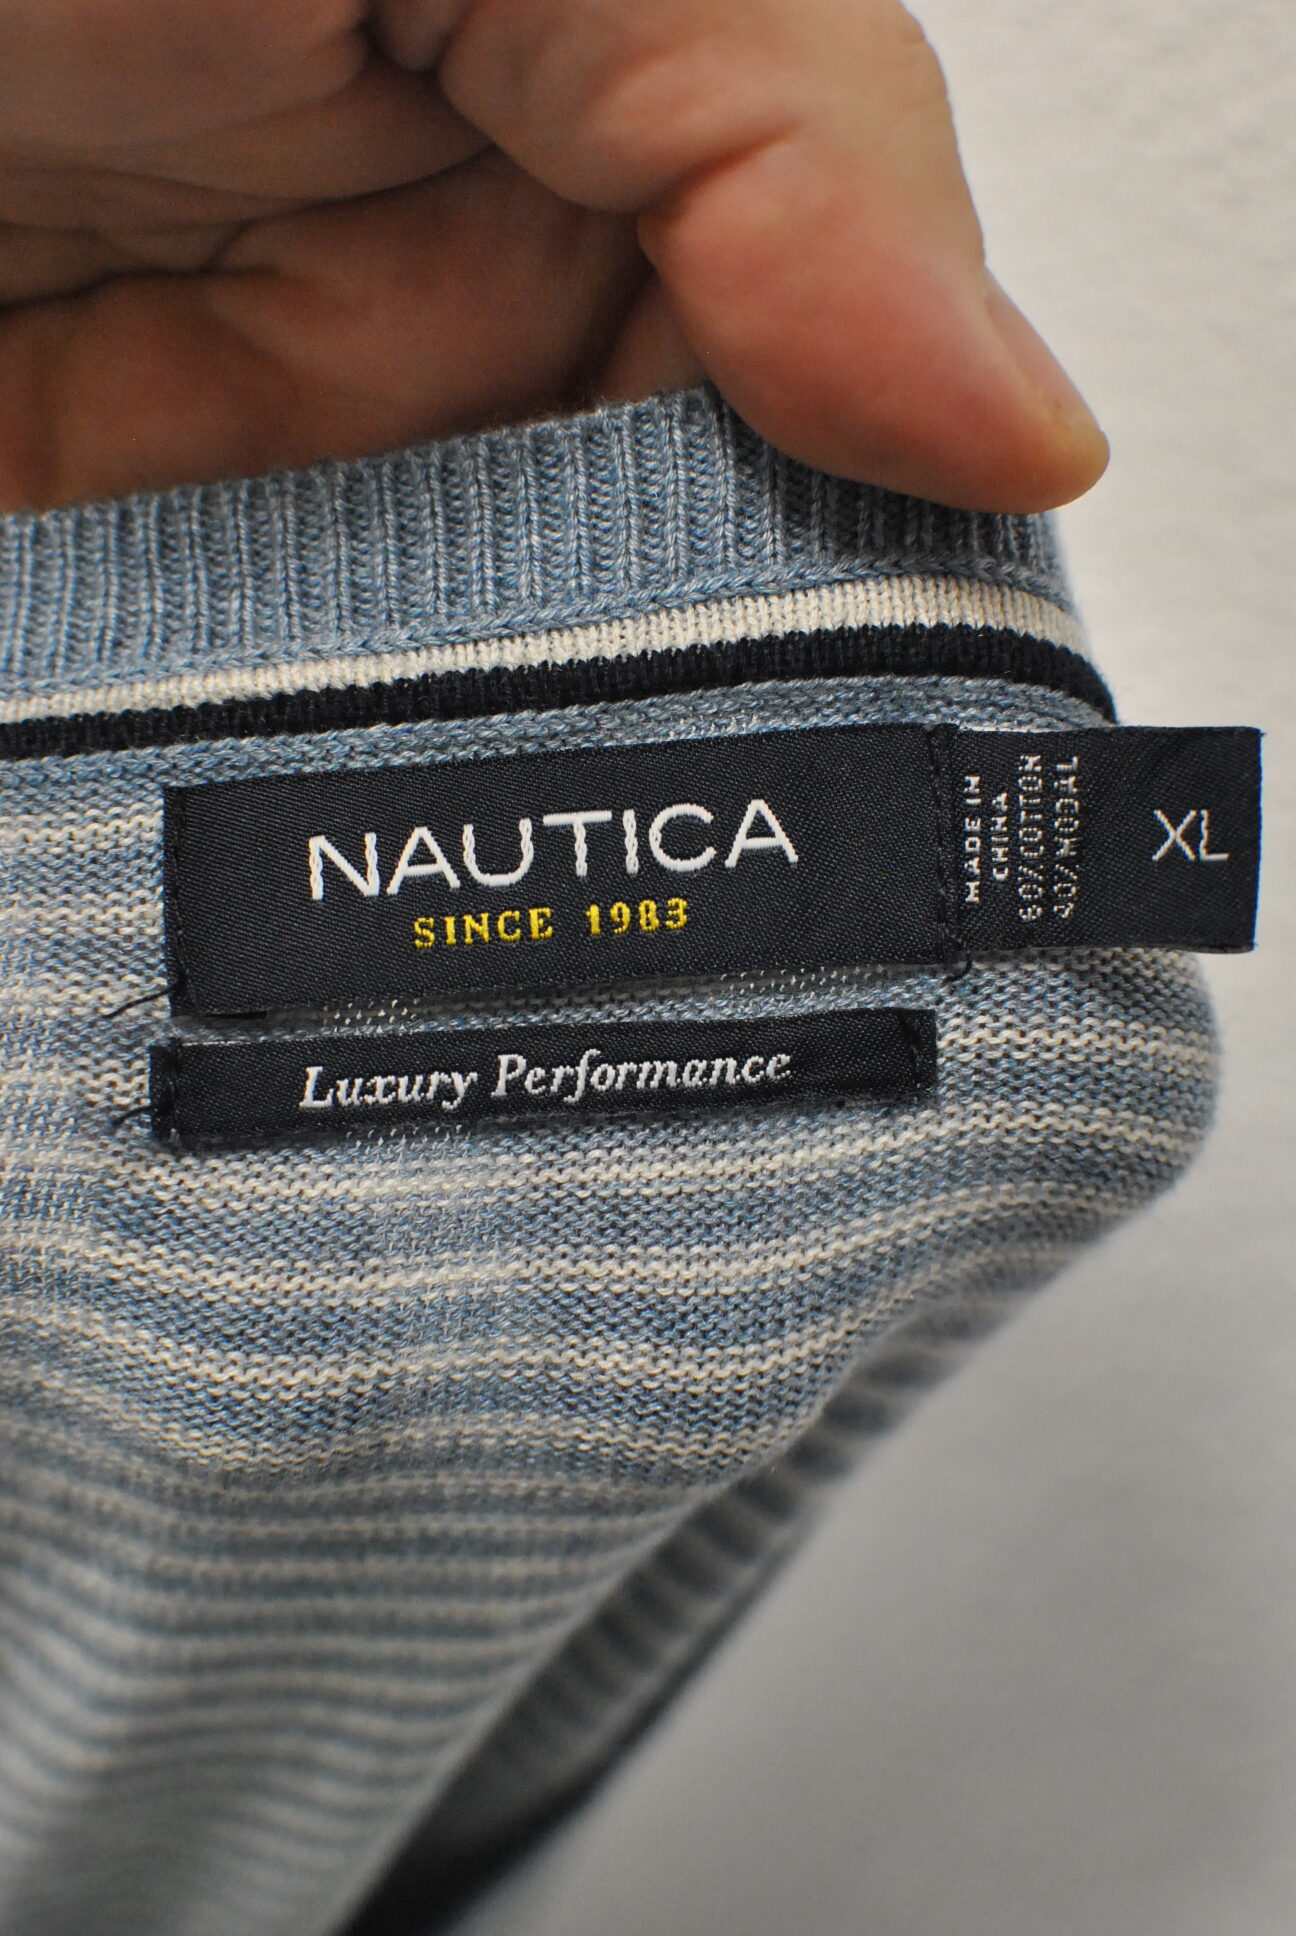 NAUTICA
SINCE 1983
MADE IN
CHINA
60%COTTON
40%MODAL
XL
Luxury Performance